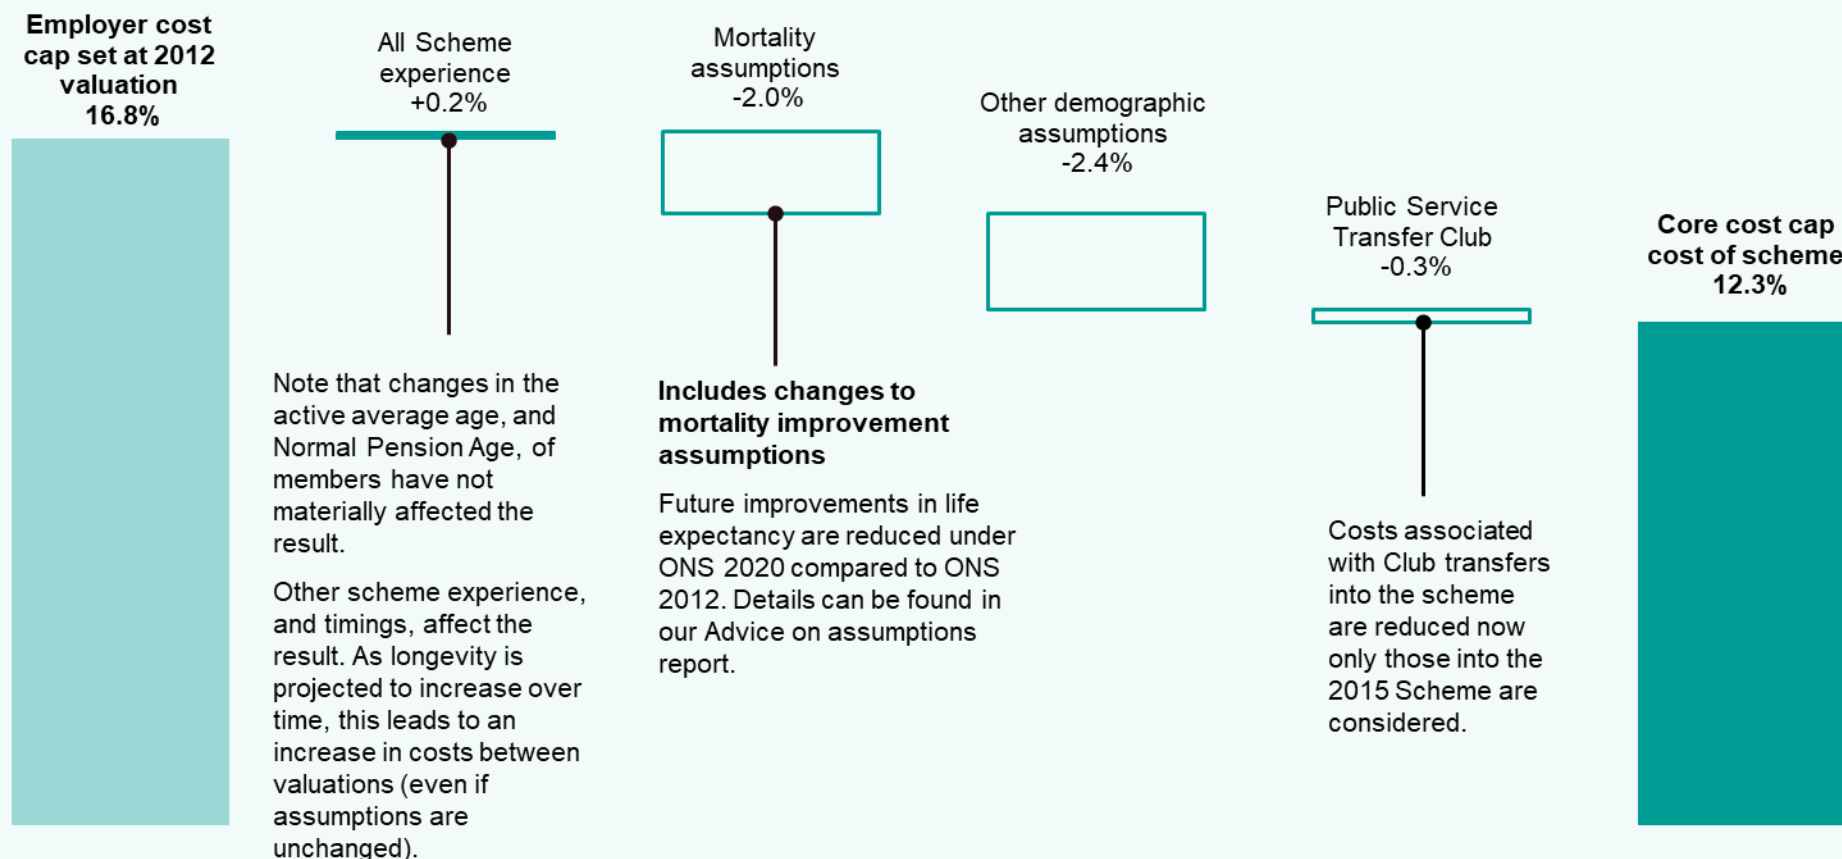 Employer cost
cap set at 2012
valuation
16.8%
All Scheme
experience
+0.2%
Note that changes in the
active average age, and
Normal Pension Age, of
members have not
materially affected the
result.
Other scheme experience,
and timings, affect the
result. As longevity is
projected to increase over
time, this leads to an
increase in costs between
valuations (even if
assumptions are
unchanged).
Mortality
assumptions
-2.0%
Includes changes to
mortality improvement
assumptions
Future improvements in life
expectancy are reduced under
ONS 2020 compared to ONS
2012. Details can be found in
our Advice on assumptions
report.
Other demographic
assumptions
-2.4%
Public Service
Transfer Club
-0.3%
Costs associated
with Club transfers
into the scheme
are reduced now
only those into the
2015 Scheme are
considered.
Core cost cap
cost of scheme
12.3%